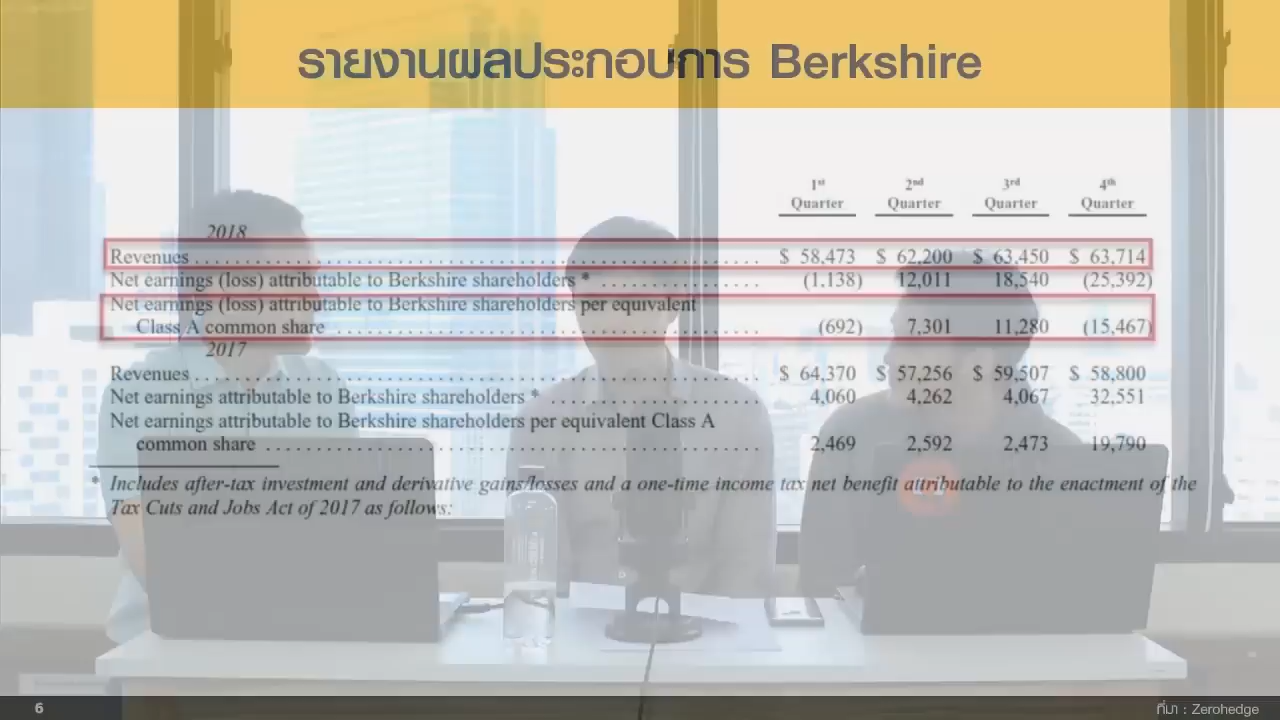 รายงานผลประกอบการ Berkshire
1st Quarter 2nd Quarter 3rd Quarter 4th Quarter
2018
Revenues $ 58,473 $ 62,200 $ 63,450 $ 63,714
Net earnings (loss) attributable to Berkshire shareholders * (1,138) 12,011 18,540 (25,392)
Net earnings (loss) attributable to Berkshire shareholders per equivalent
Class A common share (692) 7,301 11,280 (15,467)
2017
Revenues $ 64,370 $ 57,256 $ 59,507 $ 58,800
Net earnings attributable to Berkshire shareholders * 4,060 4,262 4,067 32,551
Net earnings attributable to Berkshire shareholders per equivalent Class A
common share 2,469 2,592 2,473 19,790
* Includes after-tax investment and derivative gains/losses and a one-time income tax net benefit attributable to the enactment of the
Tax Cuts and Jobs Act of 2017 as follows:
6
ที่มา : Zerohedge